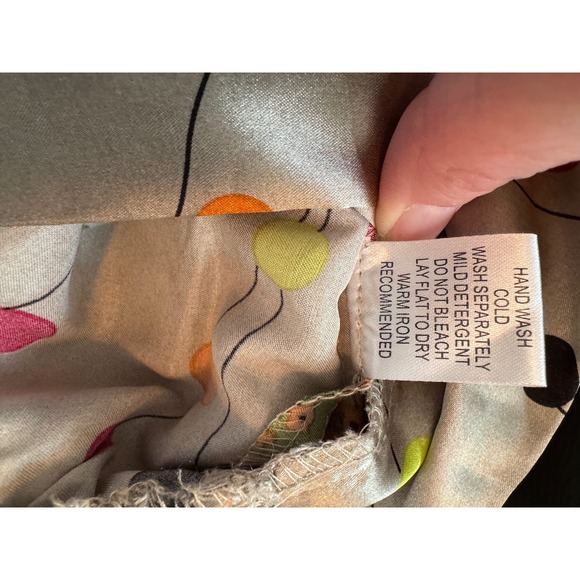 HAND WASH
COLD
WASH SEPARATELY
MILD DETERGENT
DO NOT BLEACH
LAY FLAT TO DRY
WARM IRON
RECOMMENDED